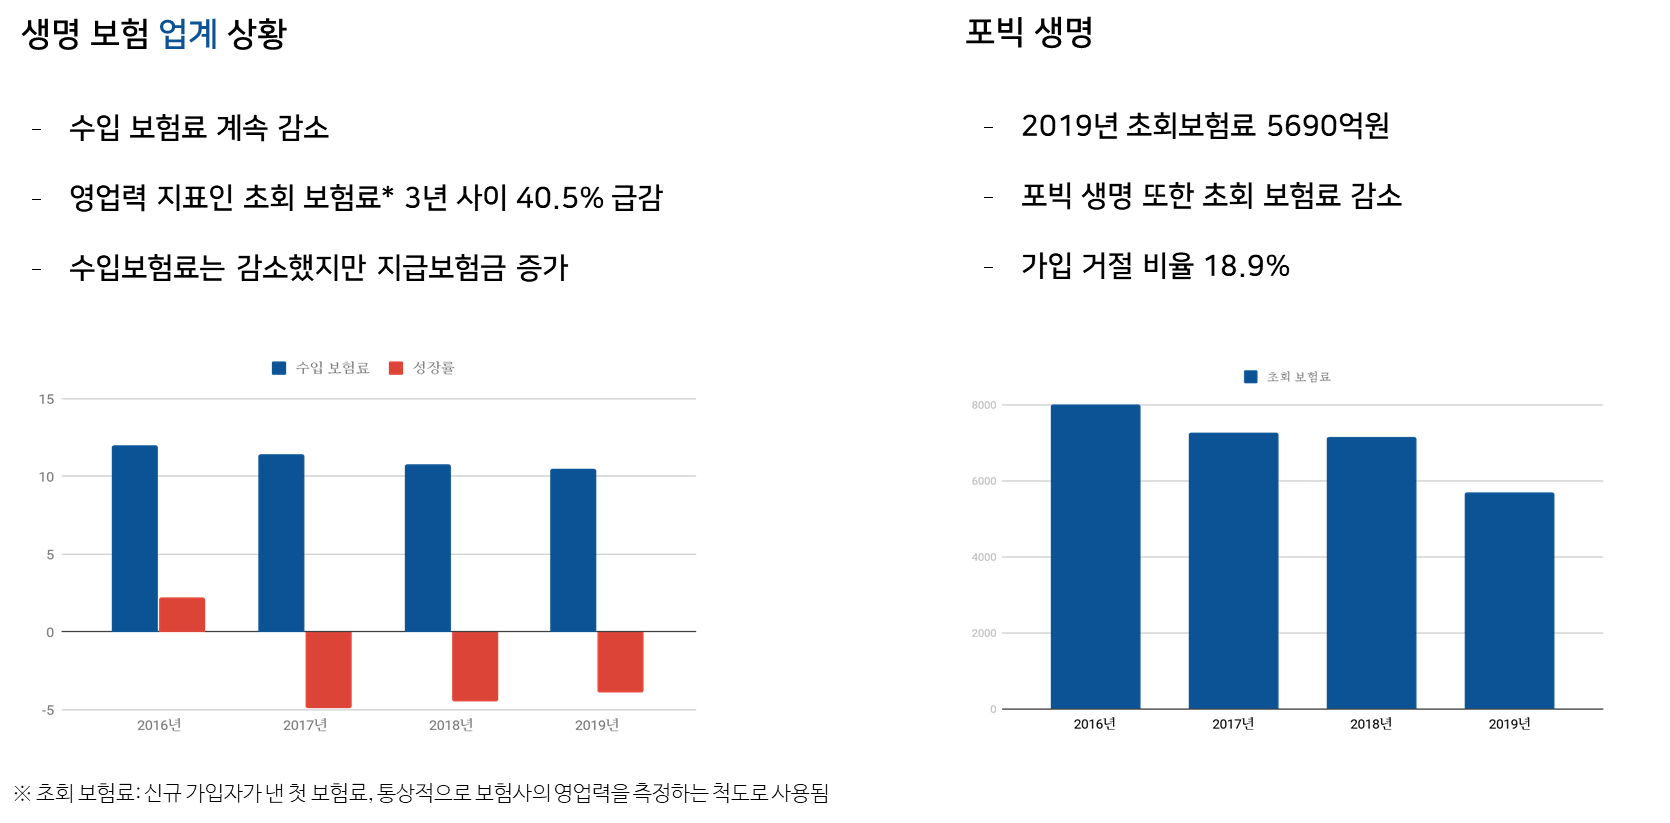 생명 보험 업계 상황
- 수입 보험료 계속 감소
- 영업력 지표인 초회 보험료* 3년 사이 40.5% 급감
- 수입보험료는 감소했지만 지급보험금 증가
수입 보험료 성장률
15
10
5
0
-5
2016년 2017년 2018년 2019년
※ 초회 보험료: 신규 가입자가 낸 첫 보험료, 통상적으로 보험사의 영업력을 측정하는 척도로 사용됨
포빅 생명
- 2019년 초회보험료 5690억원
- 포빅 생명 또한 초회 보험료 감소
- 가입 거절 비율 18.9%
초회 보험료
8000
6000
4000
2000
0
2016년 2017년 2018년 2019년